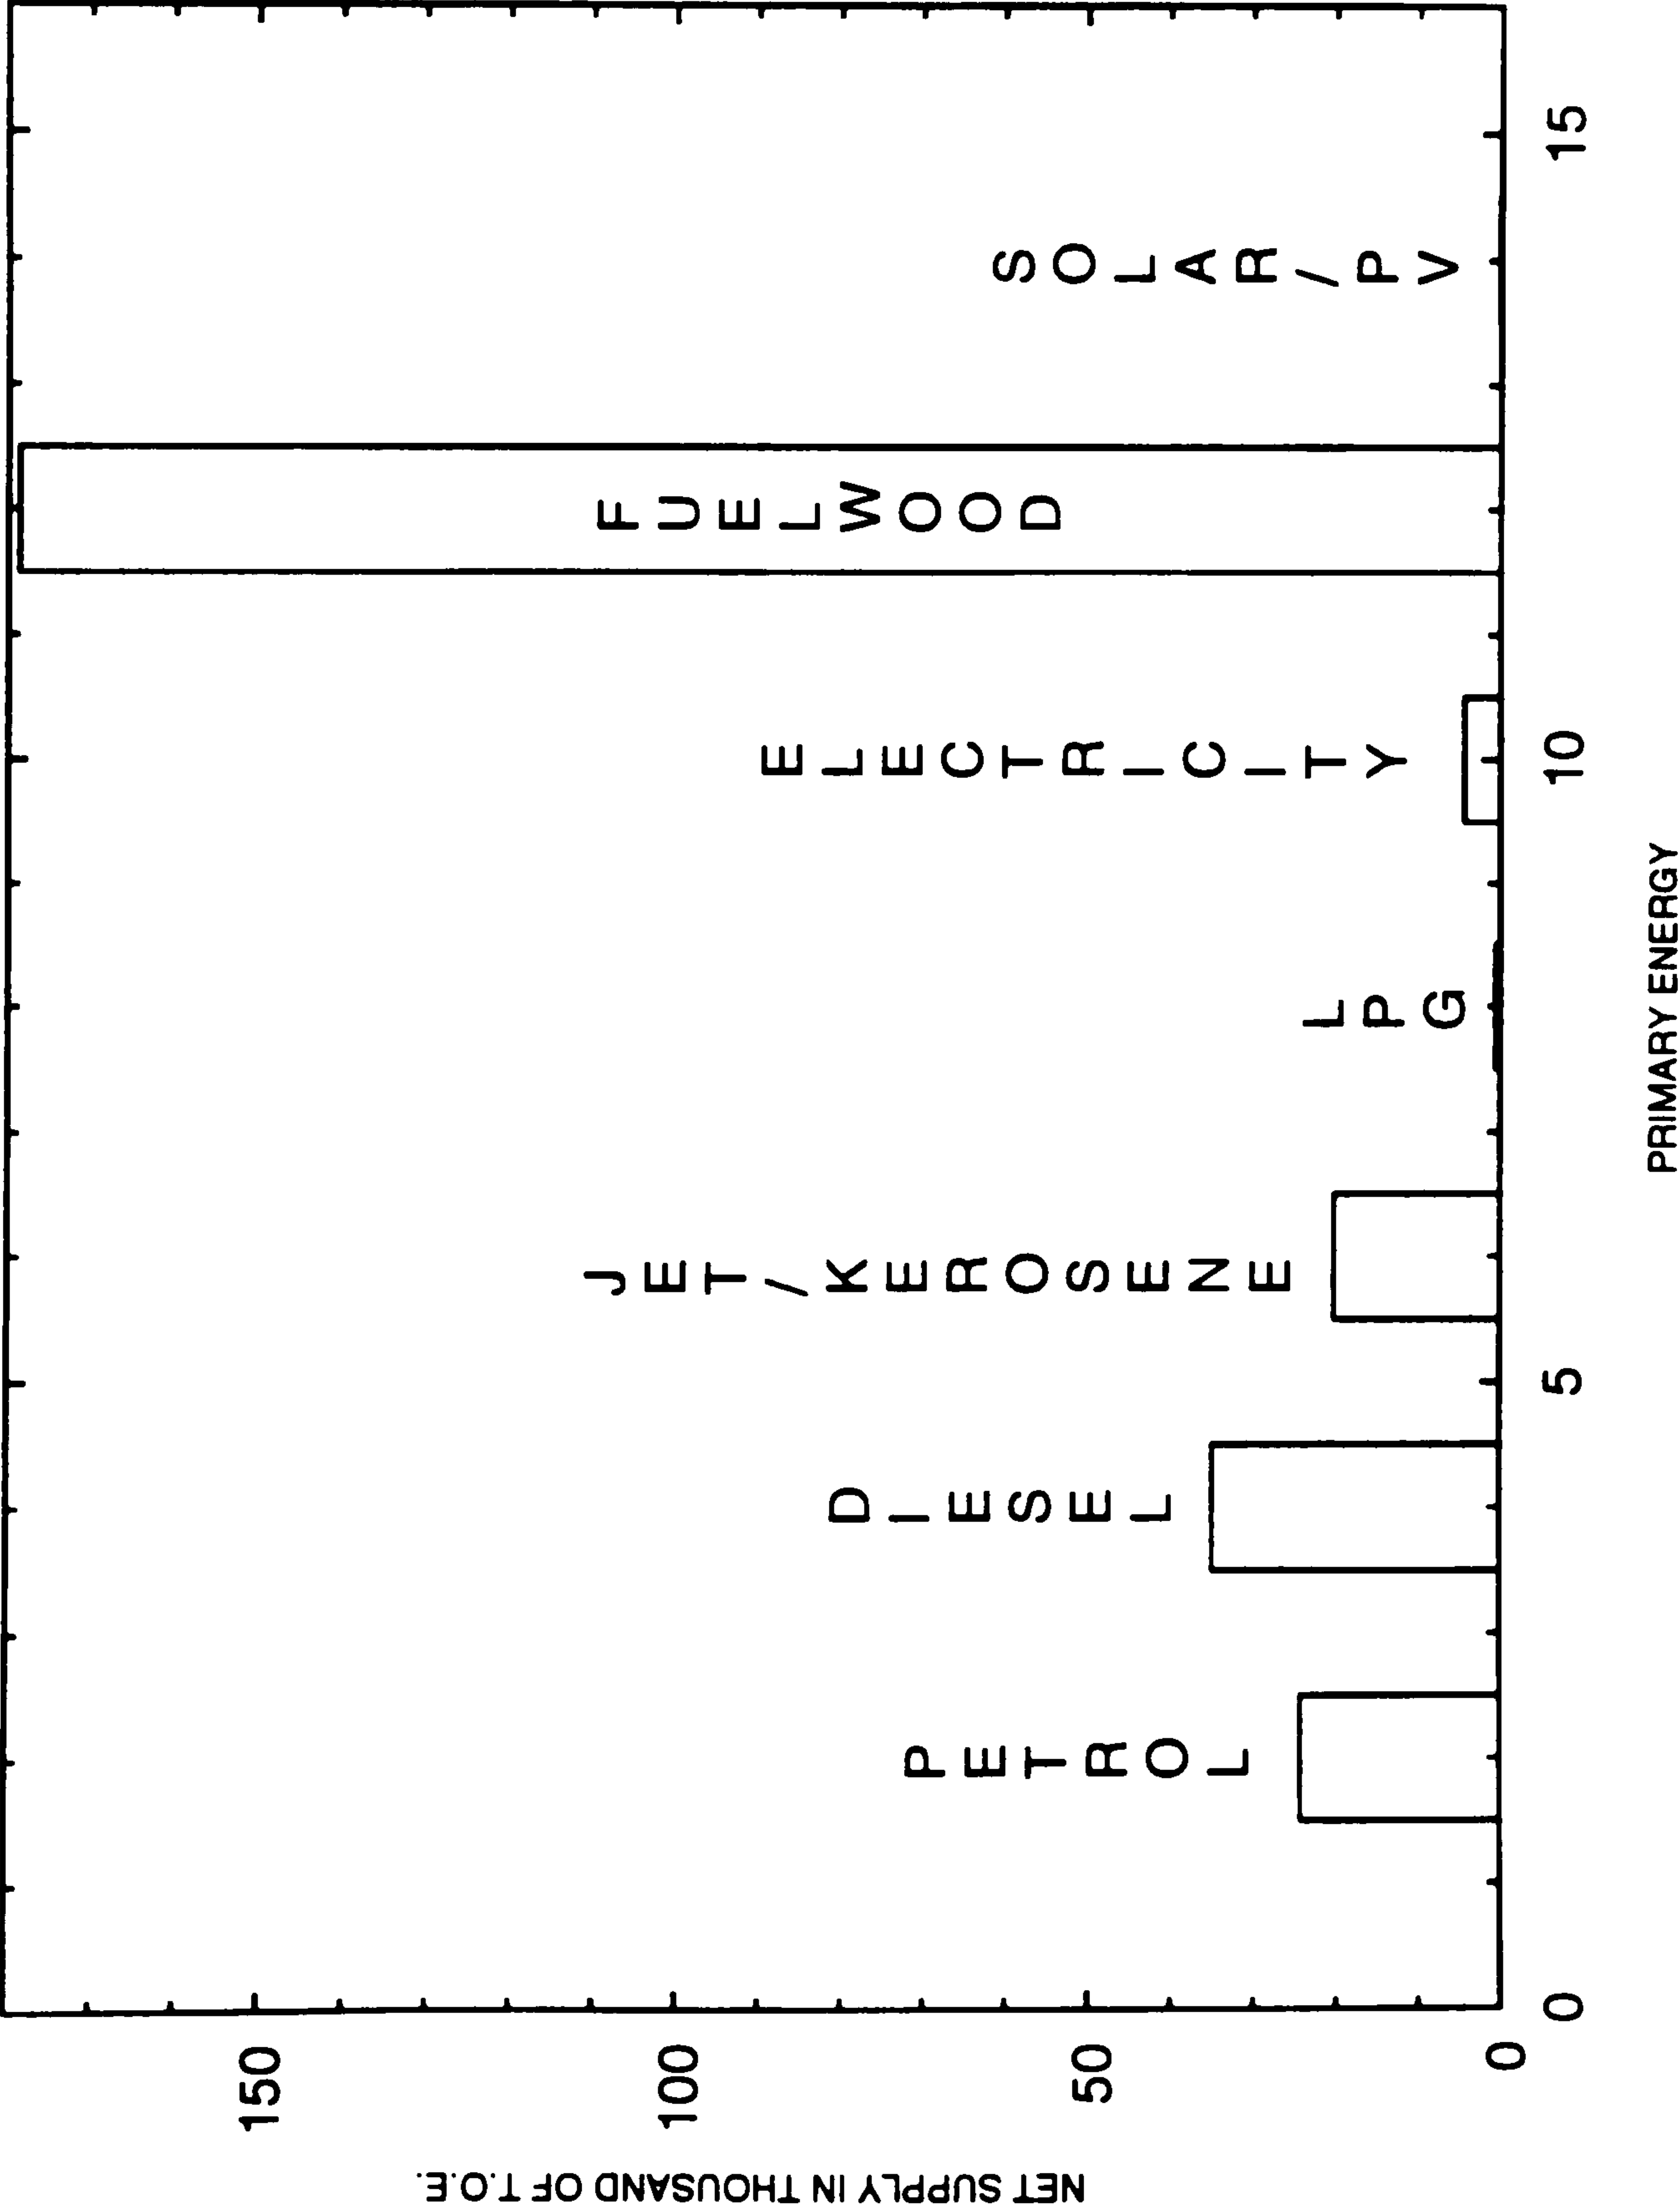 NET SUPPLY IN THOUSAND OF T.O.E.
150
100
50
0
PETROL
DIESEL
JET/KEROSENE
LPG
ELECTRICITY
FUELWOOD
SOLAR/PV
0
5
10
15
PRIMARY ENERGY